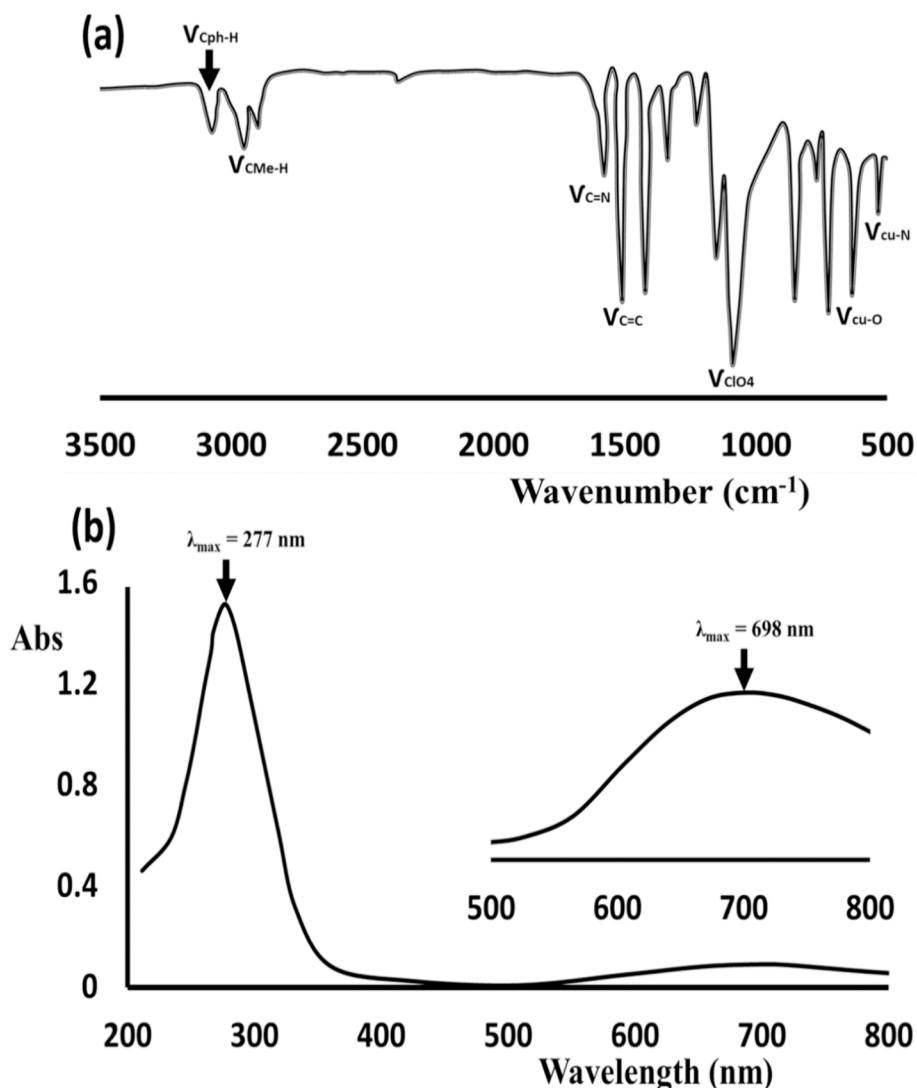 (a)
VCph-H
VCMe-H
VC=N
VC=C
VClO4
Vcu-O
Vcu-N
3500 3000 2500 2000 1500 1000 500
Wavenumber (cm-1)
(b)
λmax = 277 nm
1.6
Abs
λmax = 698 nm
1.2
0.8
0.4
500 600 700 800
0
200 300 400 500 600 700 800
Wavelength (nm)